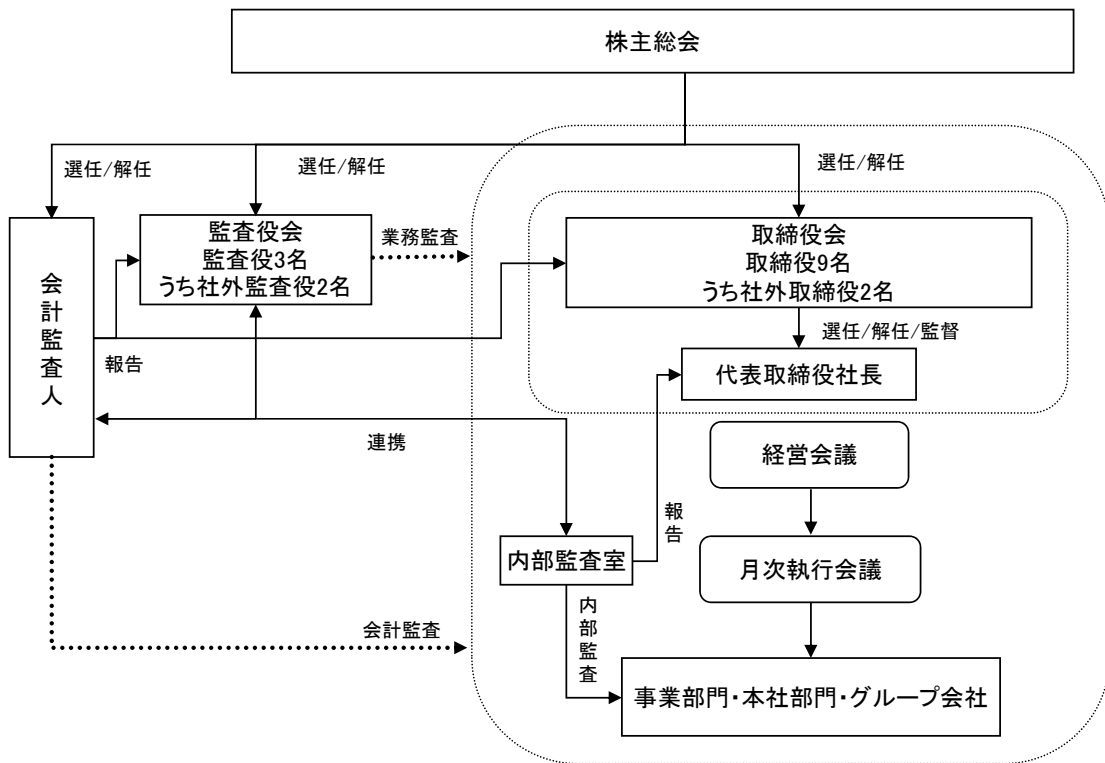 株主総会
選任/解任
選任/解任
選任/解任
会計監査人
監査役会
監査役3名
うち社外監査役2名
業務監査
取締役会
取締役9名
うち社外取締役2名
選任/解任/監督
報告
代表取締役社長
連携
経営会議
報告
内部監査室
月次執行会議
内部監査
会計監査
事業部門・本社部門・グループ会社